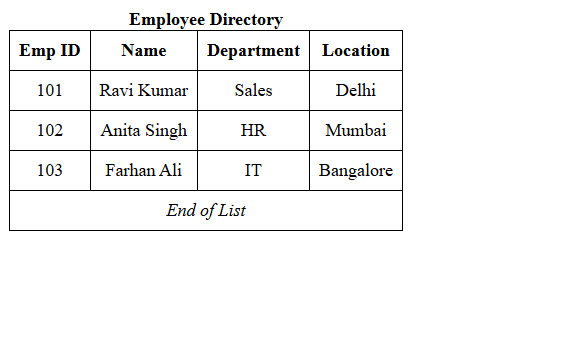 Employee Directory
Emp ID Name Department Location
101 Ravi Kumar Sales Delhi
102 Anita Singh HR Mumbai
103 Farhan Ali IT Bangalore
End of List